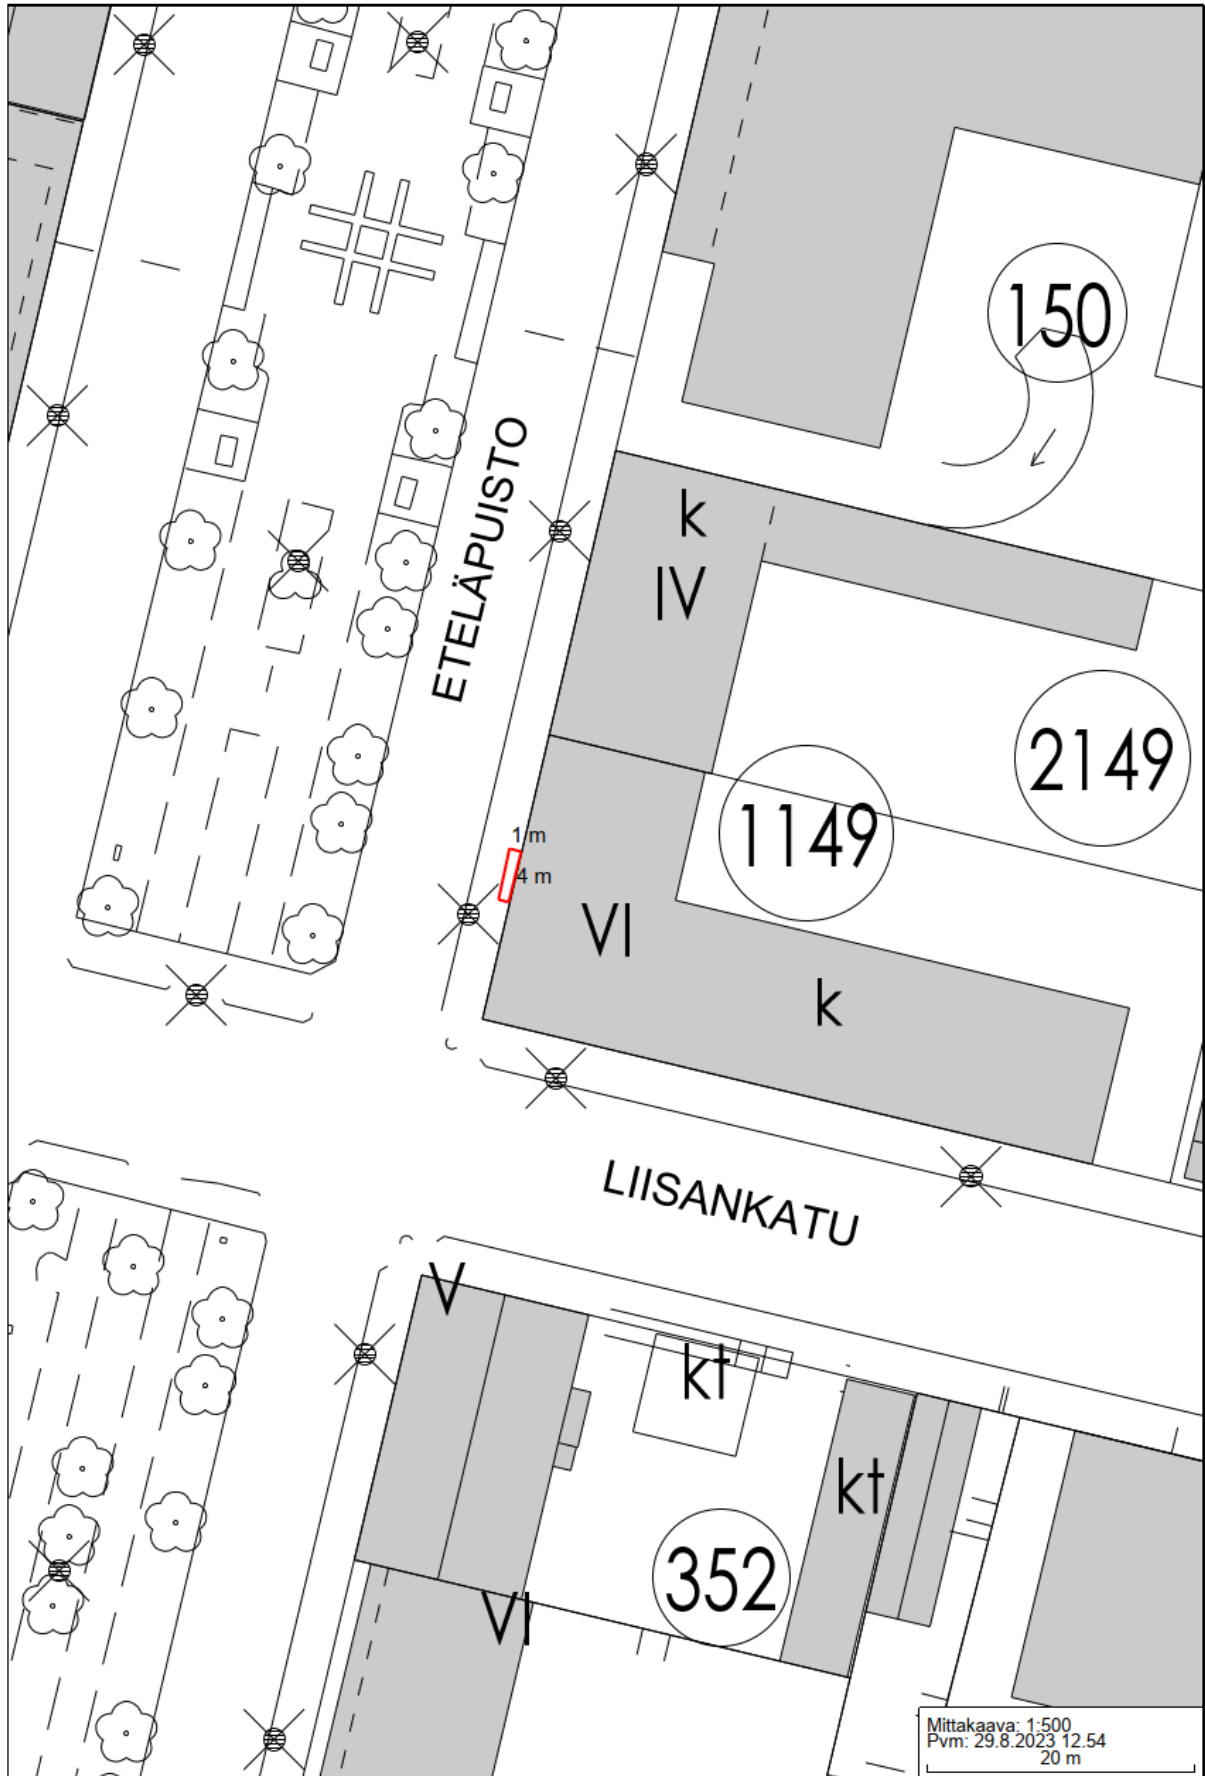 150
ETELÄPUISTO
k
IV
2149
1149
1 m
4 m
VI
k
LIISANKATU
V
kt
kt
352
VI
Mittakaava: 1:500
Pvm: 29.8.2023 12.54
20 m